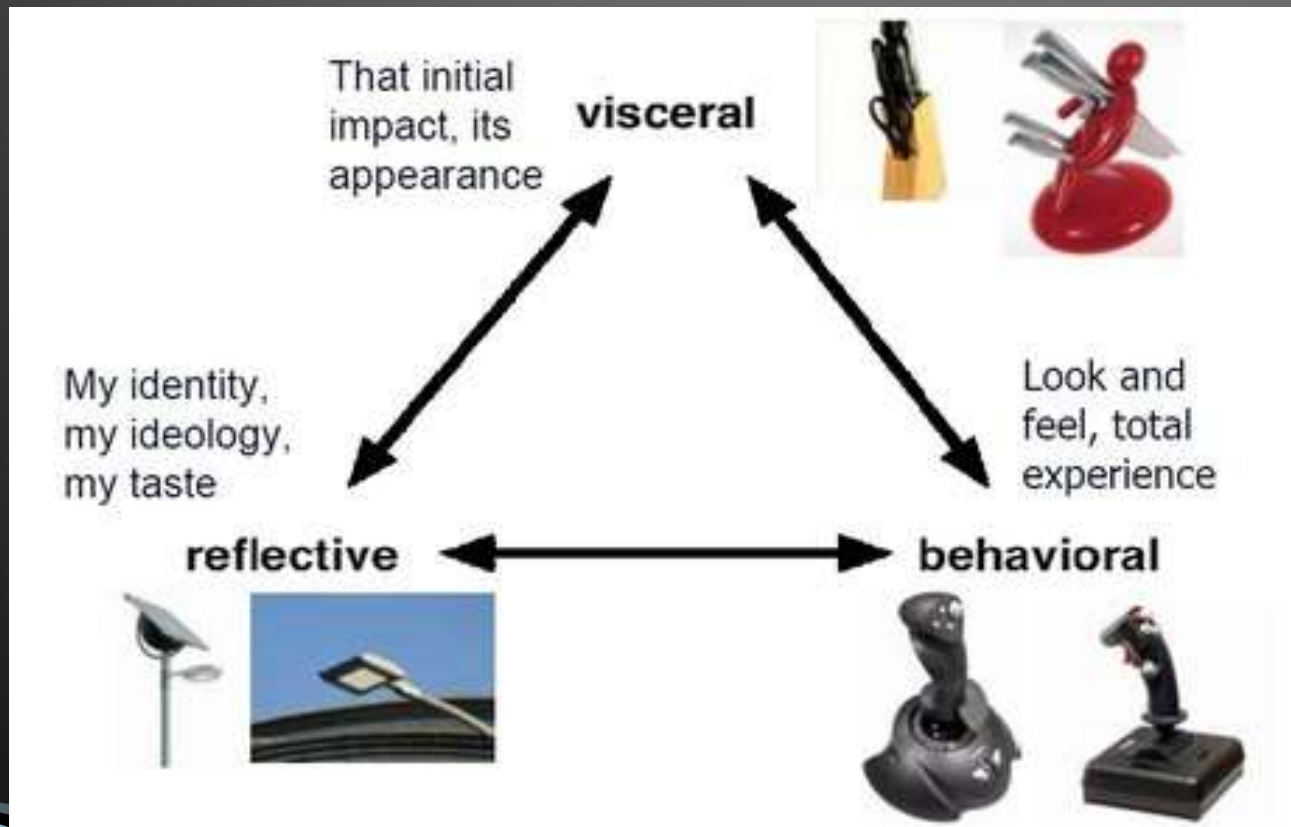 That initial
impact, its
appearance
visceral
My identity,
my ideology,
my taste
Look and
feel, total
experience
reflective
behavioral